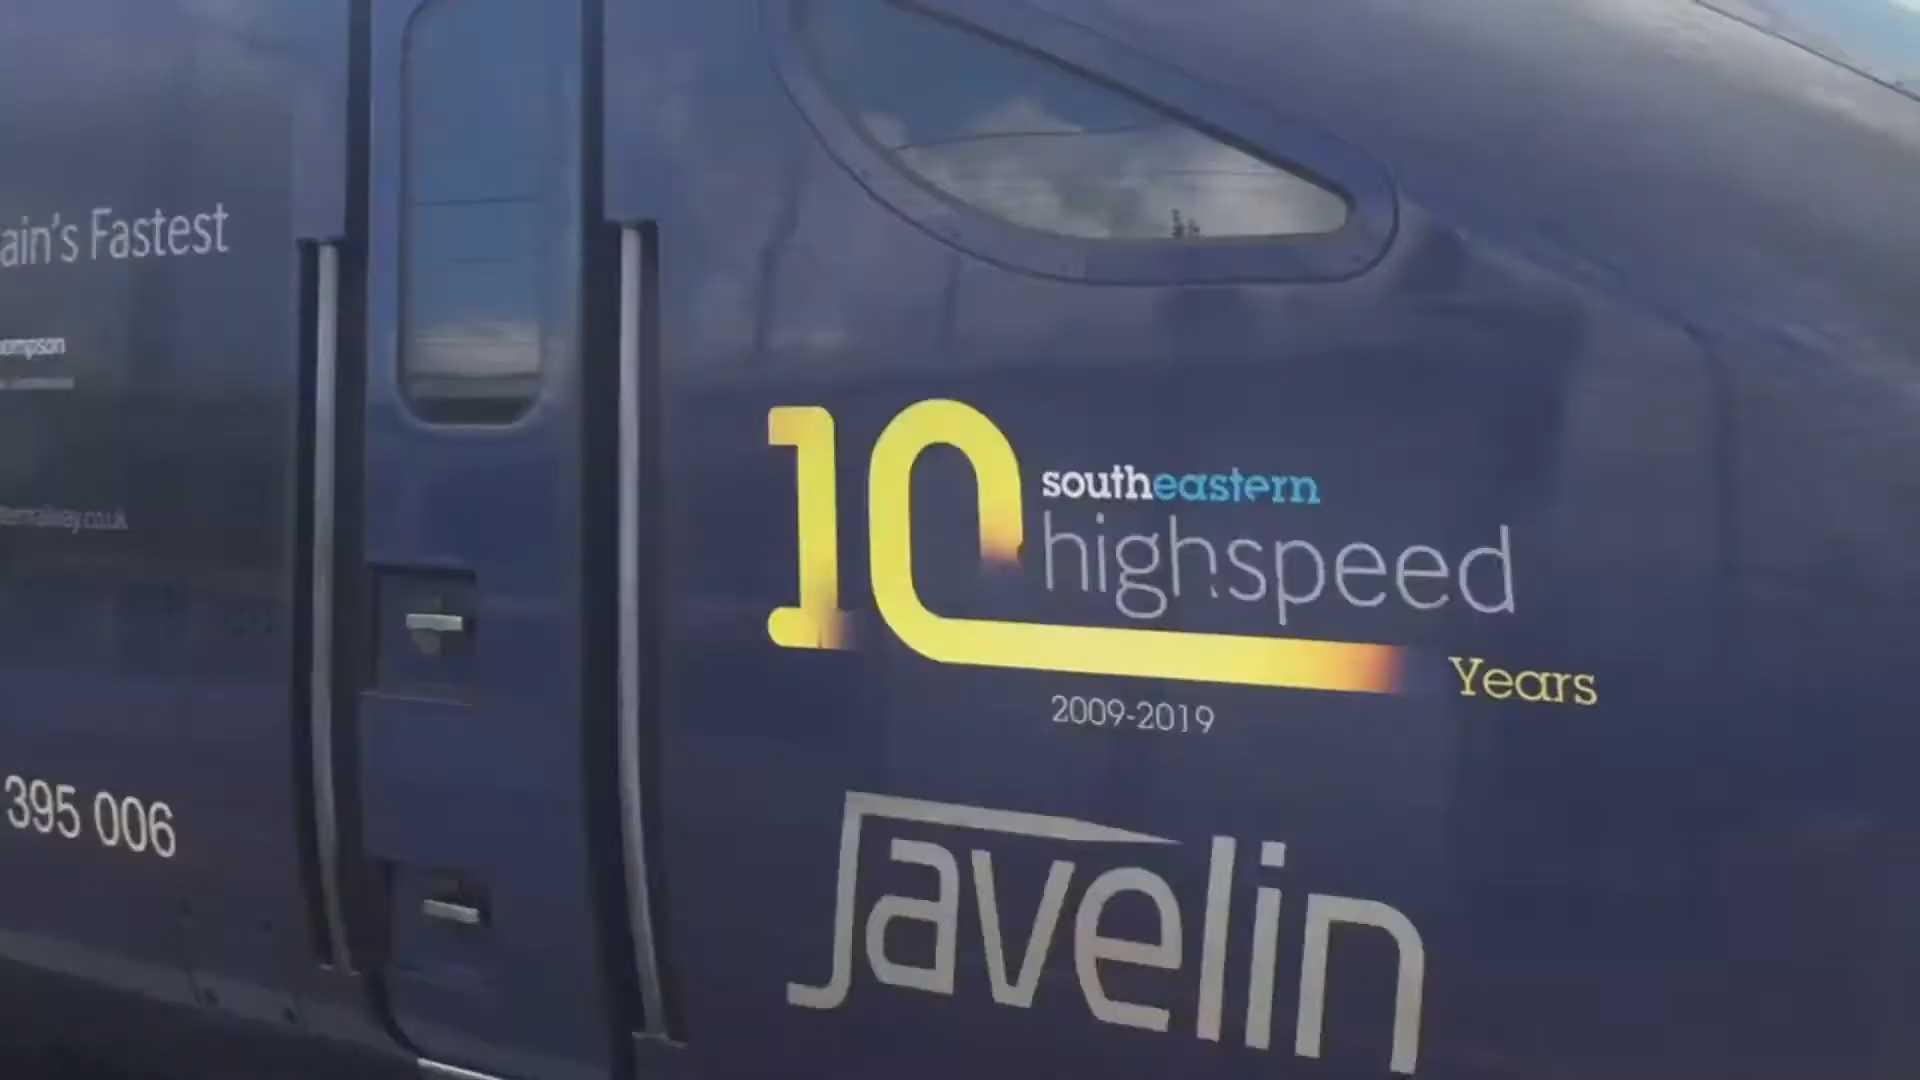 ain's Fastest
ompson
395 006
10
southeastern
highspeed
Years
2009-2019
Javelin